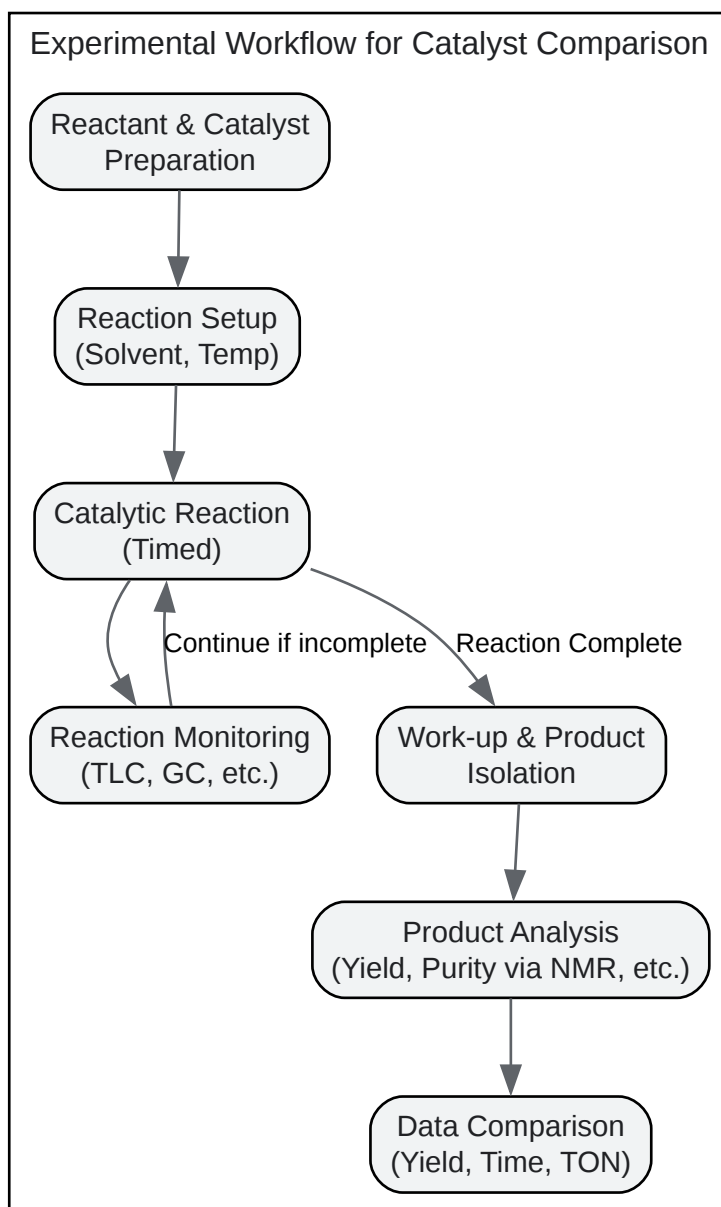 Experimental Workflow for Catalyst Comparison
Reactant & Catalyst
Preparation
Reaction Setup
(Solvent, Temp)
Catalytic Reaction
(Timed)
Continue if incomplete
Reaction Complete
Reaction Monitoring
(TLC, GC, etc.)
Work-up & Product
Isolation
Product Analysis
(Yield, Purity via NMR, etc.)
Data Comparison
(Yield, Time, TON)